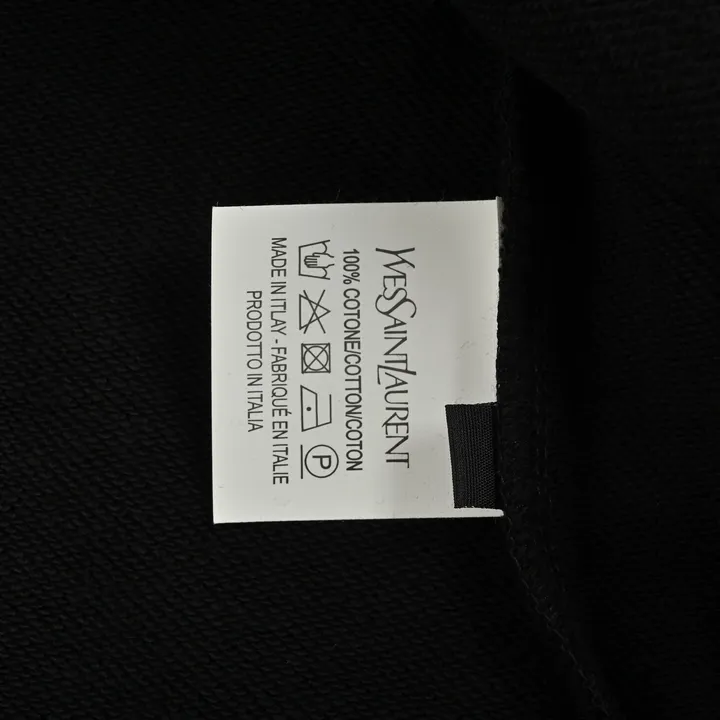 YVESSAINTLAURENT
100% COTONE/COTTON/COTON
P
MADE IN ITLAY - FABRIQUÉ EN ITALIE
PRODOTTO IN ITALIA